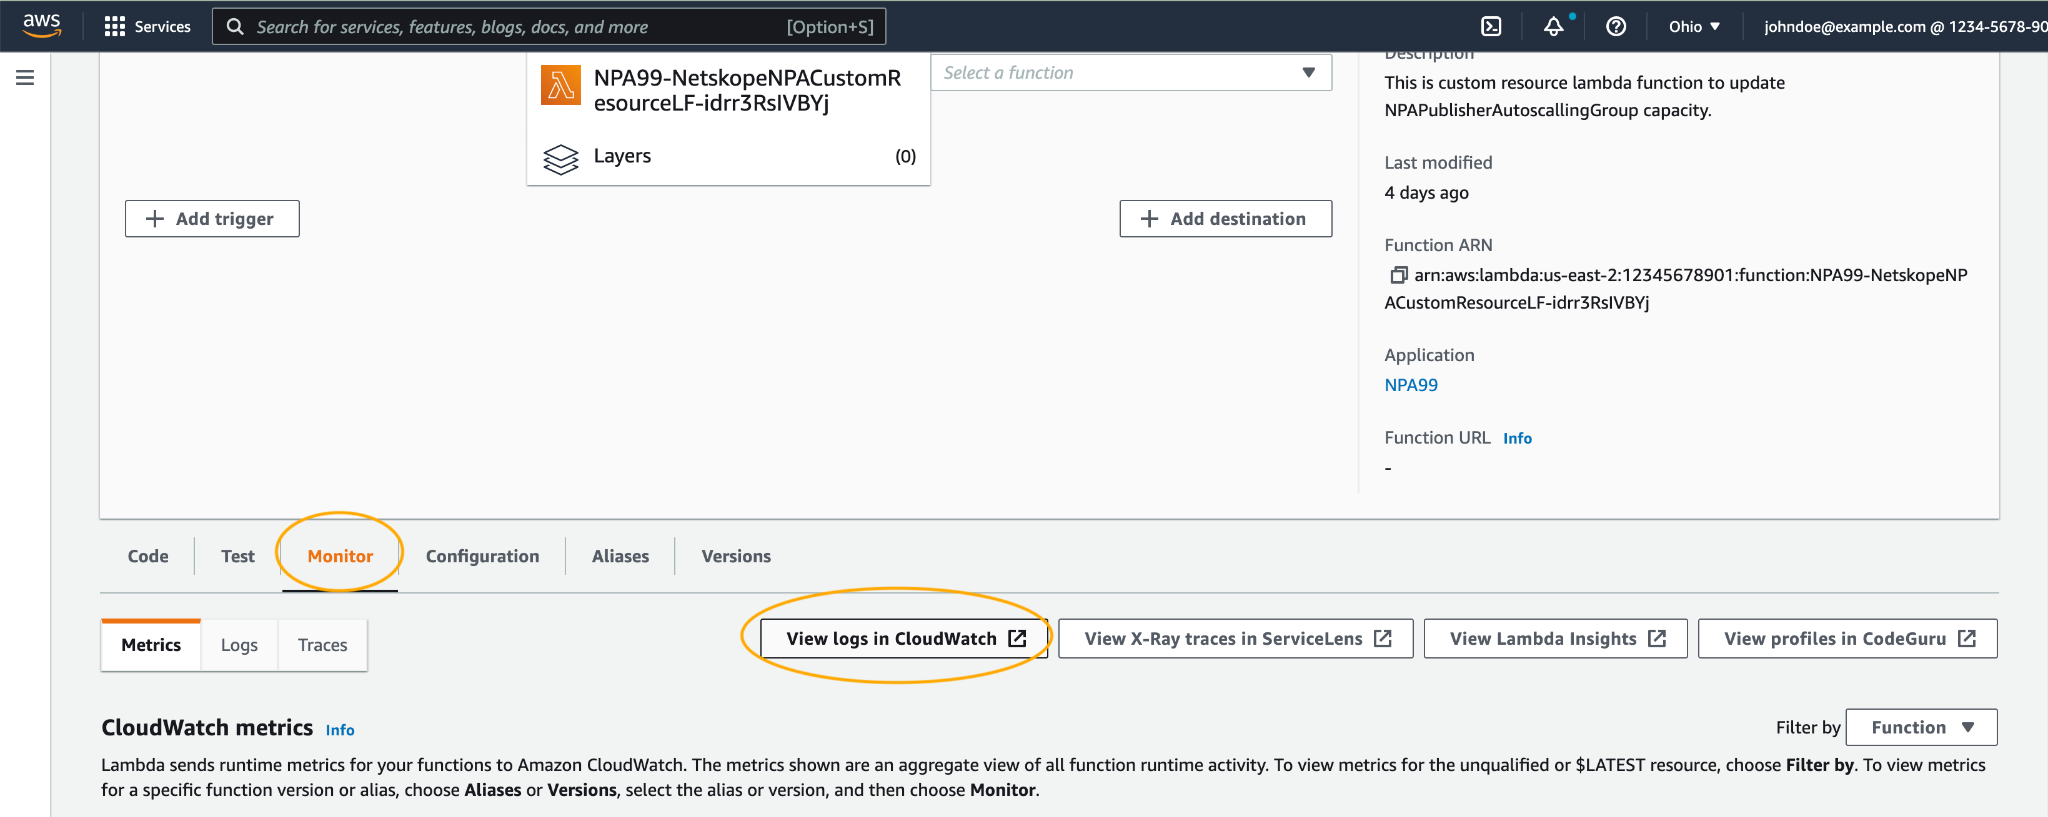 aws
Services
Search for services, features, blogs, docs, and more
[Option+S]
Ohio
johndoe@example.com @ 1234-5678-90
NPA99-NetskopeNPACustomR
esourceLF-idrr3RsIVBYj
Layers
(0)
Select a function
Add trigger
Add destination
Description
This is custom resource lambda function to update
NPAPublisherAutoscallingGroup capacity.
Last modified
4 days ago
Function ARN
arn:aws:lambda:us-east-2:12345678901:function:NPA99-NetskopeNP
ACustomResourceLF-idrr3RsIVBYj
Application
NPA99
Function URL Info
-
Code
Test
Monitor
Configuration
Aliases
Versions
Metrics
Logs
Traces
View logs in CloudWatch
View X-Ray traces in ServiceLens
View Lambda Insights
View profiles in CodeGuru
CloudWatch metrics Info
Filter by
Function
Lambda sends runtime metrics for your functions to Amazon CloudWatch. The metrics shown are an aggregate view of all function runtime activity. To view metrics for the unqualified or $LATEST resource, choose Filter by. To view metrics
for a specific function version or alias, choose Aliases or Versions, select the alias or version, and then choose Monitor.